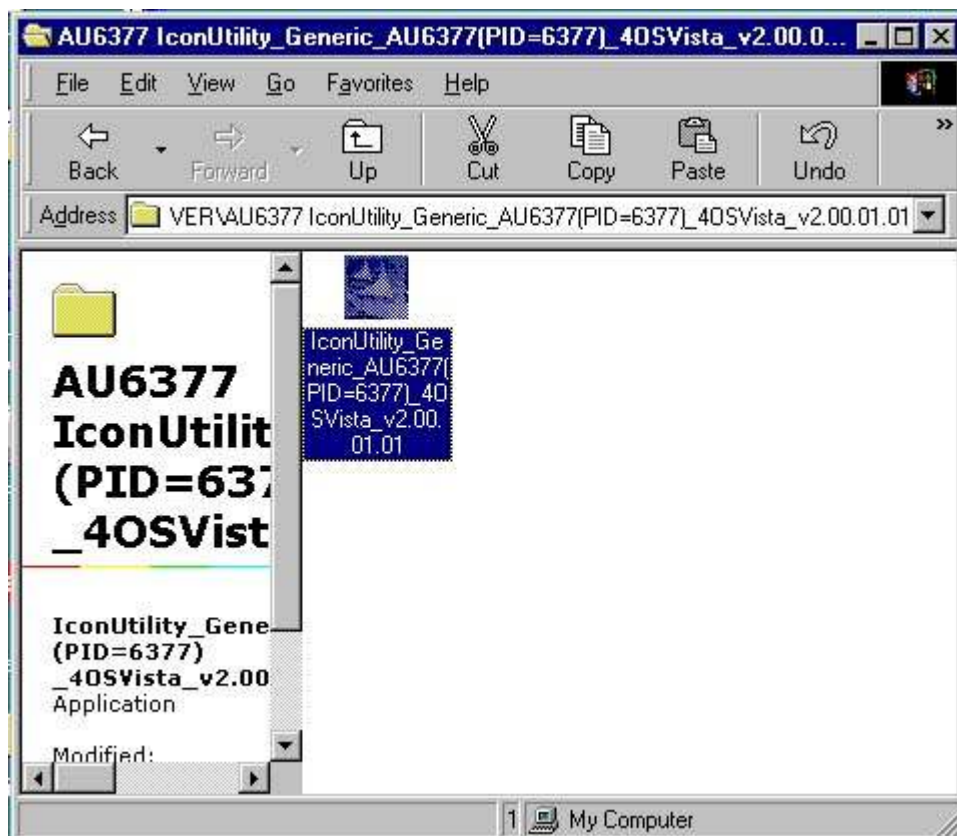 AU6377 IconUtility_Generic_AU6377(PID=6377)_4OSVista_v2.00.0...
File Edit View Go Favorites Help
Back Forward Up Cut Copy Paste Undo »
Address VER\AU6377 IconUtility_Generic_AU6377(PID=6377)_4OSVista_v2.00.01.01
AU6377
IconUtilit
(PID=637
_4OSVist
IconUtility_Gene
(PID=6377)
_4OSVista_v2.00
Application
Modified:
IconUtility_Ge
neric_AU6377(
PID=6377)_4O
SVista_v2.00.
01.01
1 My Computer